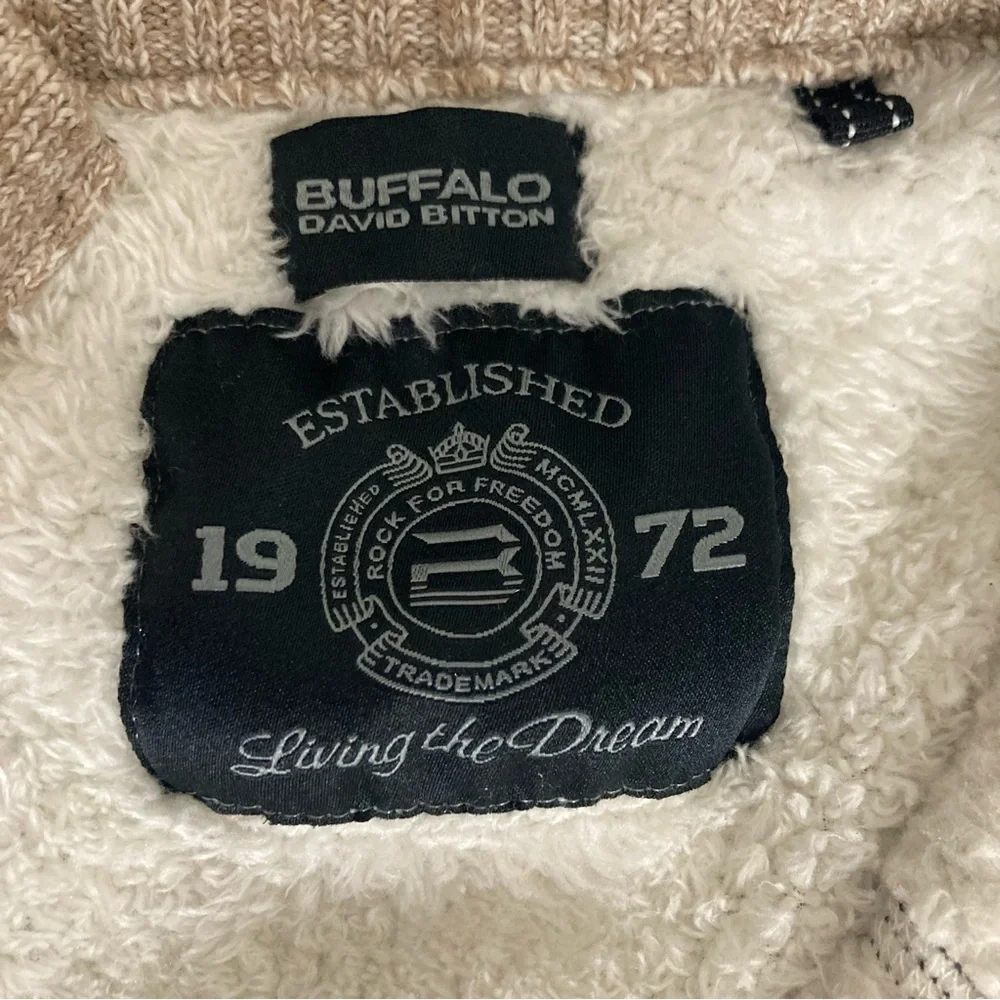 BUFFALO
DAVID BITTON
ESTABLISHED
19 72
ESTABLISHED
MCMLXXII
ROCK FOR FREEDOM
B
TRADEMARK
Living the Dream